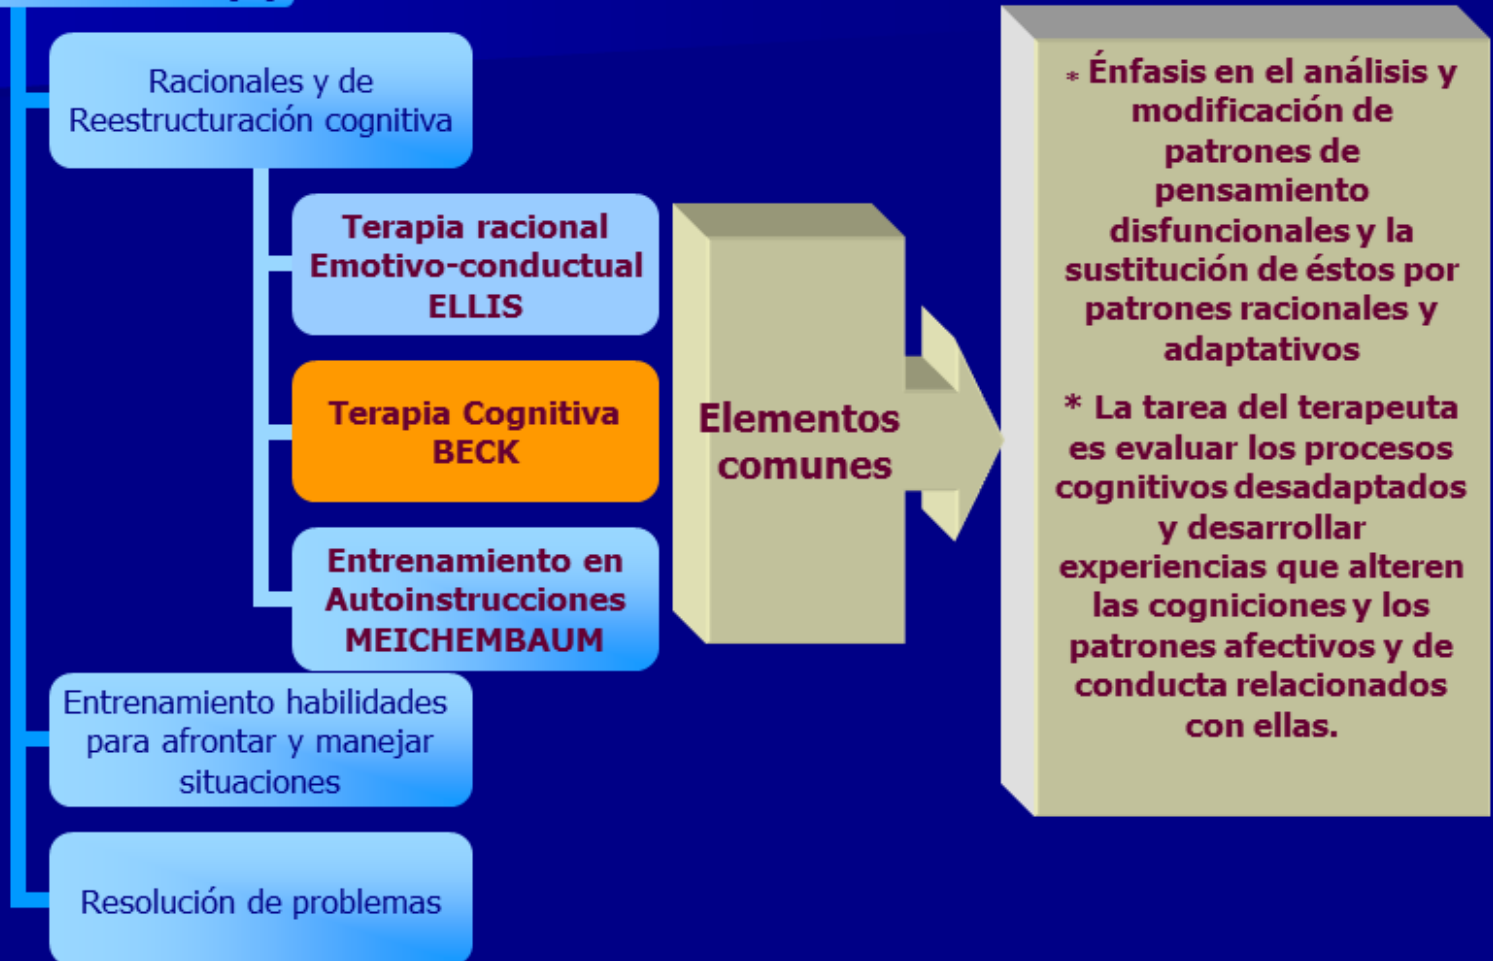 Racionales y de
Reestructuración cognitiva
Terapia racional
Emotivo-conductual
ELLIS
Terapia Cognitiva
BECK
Entrenamiento en
Autoinstrucciones
MEICHEMBAUM
Entrenamiento habilidades
para afrontar y manejar
situaciones
Resolución de problemas
Elementos
comunes
* Énfasis en el análisis y
modificación de
patrones de
pensamiento
disfuncionales y la
sustitución de éstos por
patrones racionales y
adaptativos
* La tarea del terapeuta
es evaluar los procesos
cognitivos desadaptados
y desarrollar
experiencias que alteren
las cogniciones y los
patrones afectivos y de
conducta relacionados
con ellas.